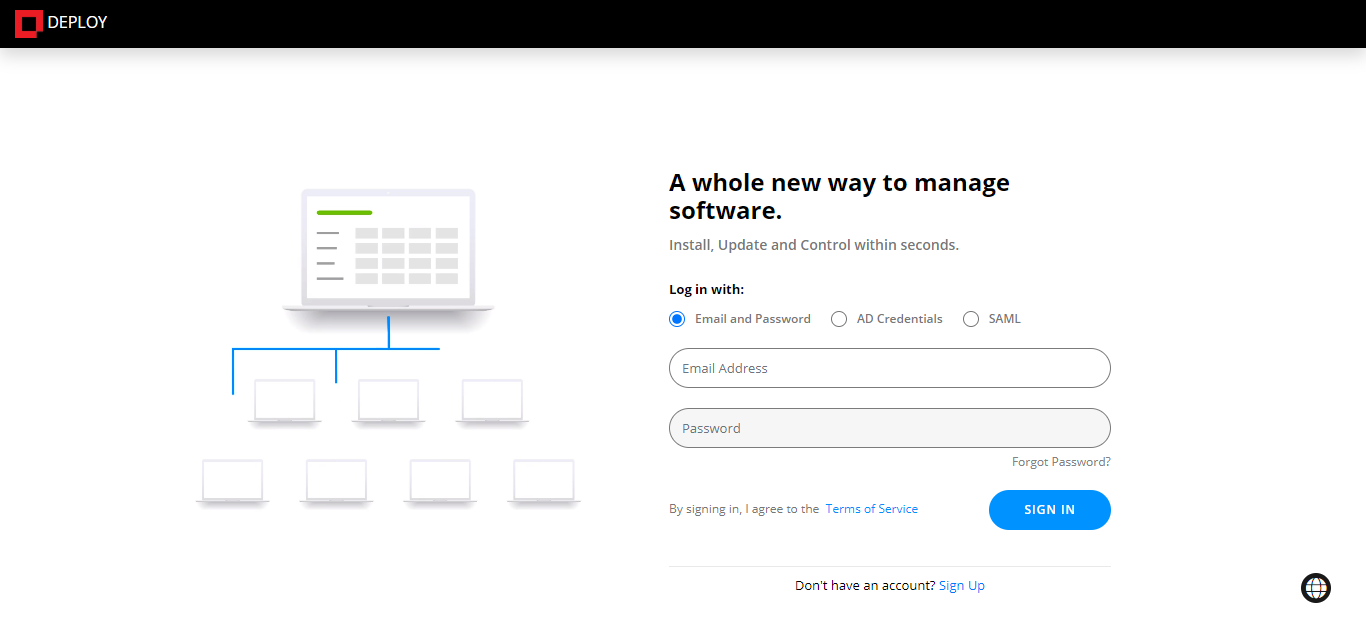 DEPLOY
A whole new way to manage
software.
Install, Update and Control within seconds.
Log in with:
Email and Password AD Credentials SAML
Email Address
Password
Forgot Password?
By signing in, I agree to the Terms of Service SIGN IN
Don't have an account? Sign Up